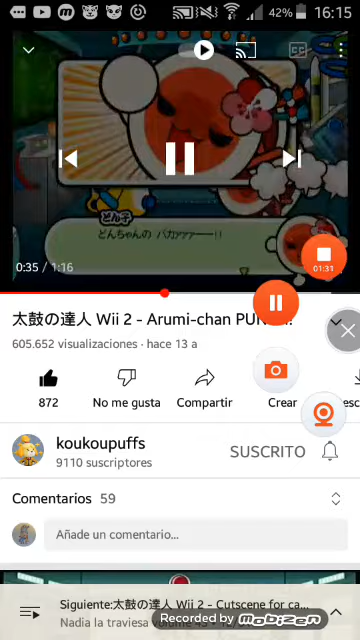 42% 16:15
CC
どん子
どんちゃんの バカァァァーー!!
0:35 / 1:16
01:31
太鼓の達人 Wii 2 - Arumi-chan PUN
605.652 visualizaciones · hace 13 a
872 No me gusta Compartir Crear
koukoupuffs
9110 suscriptores
SUSCRITO
Comentarios 59
Añade un comentario...
Siguiente:太鼓の達人 Wii 2 - Cutscene for ca...
Nadia la traviesa
Recorded by MOBIZEN